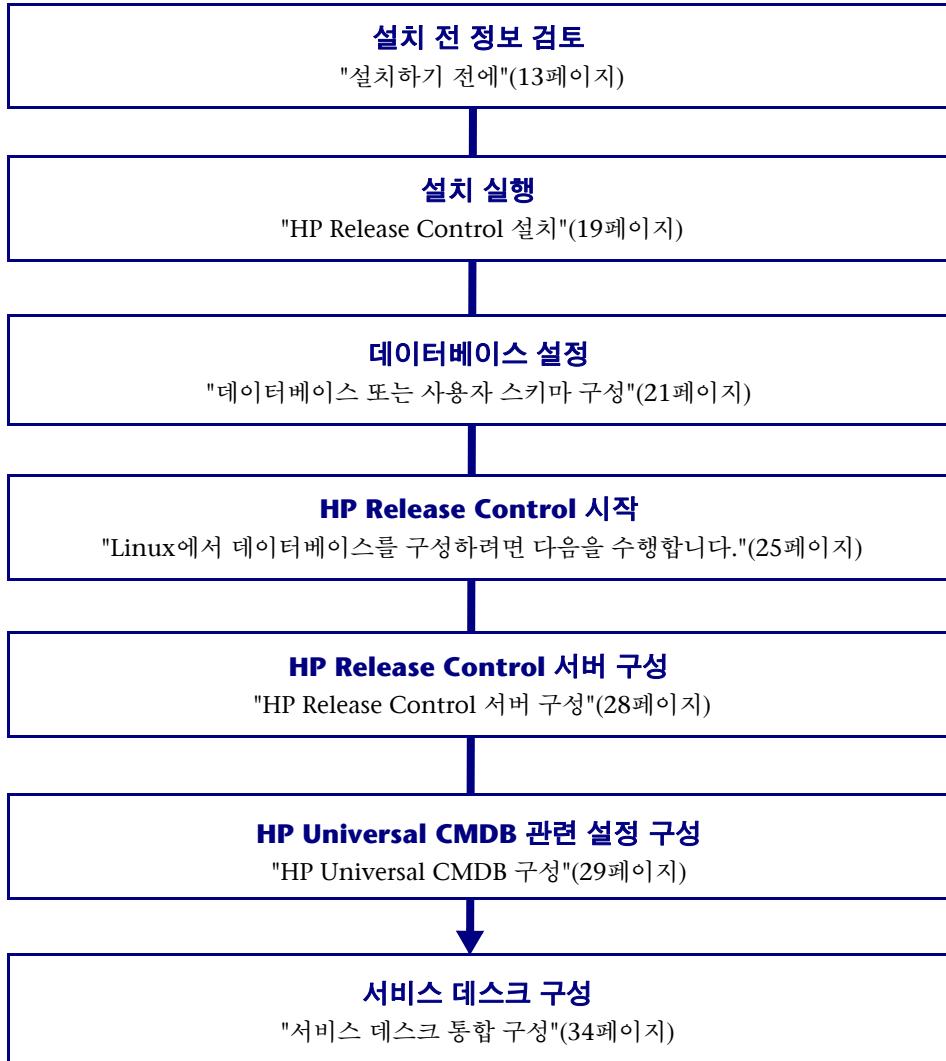 설치 전 정보 검토
"설치하기 전에"(13페이지)
설치 실행
"HP Release Control 설치"(19페이지)
데이터베이스 설정
"데이터베이스 또는 사용자 스키마 구성"(21페이지)
HP Release Control 시작
"Linux에서 데이터베이스를 구성하려면 다음을 수행합니다."(25페이지)
HP Release Control 서버 구성
"HP Release Control 서버 구성"(28페이지)
HP Universal CMDB 관련 설정 구성
"HP Universal CMDB 구성"(29페이지)
서비스 데스크 구성
"서비스 데스크 통합 구성"(34페이지)